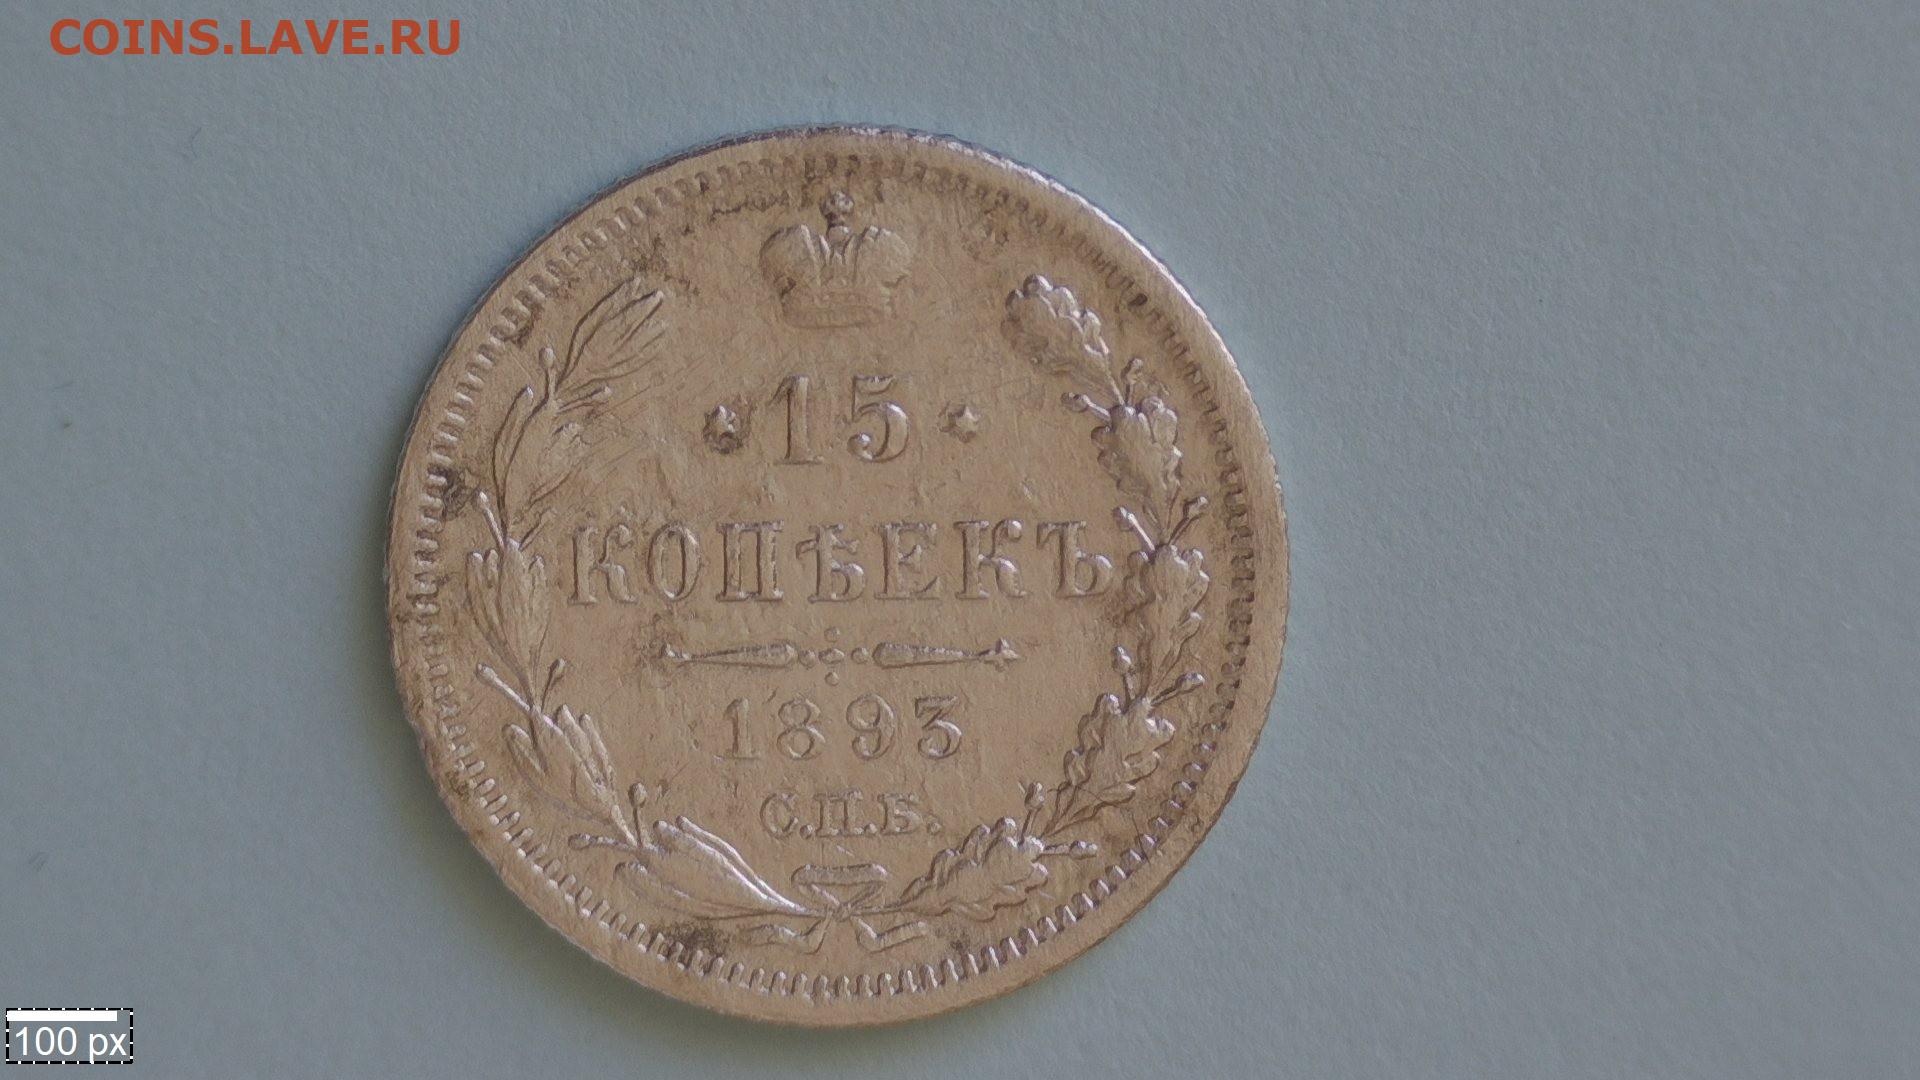 COINS.LAVE.RU
15
КОПѢЕКЪ
1893
С.П.Б.
100 px